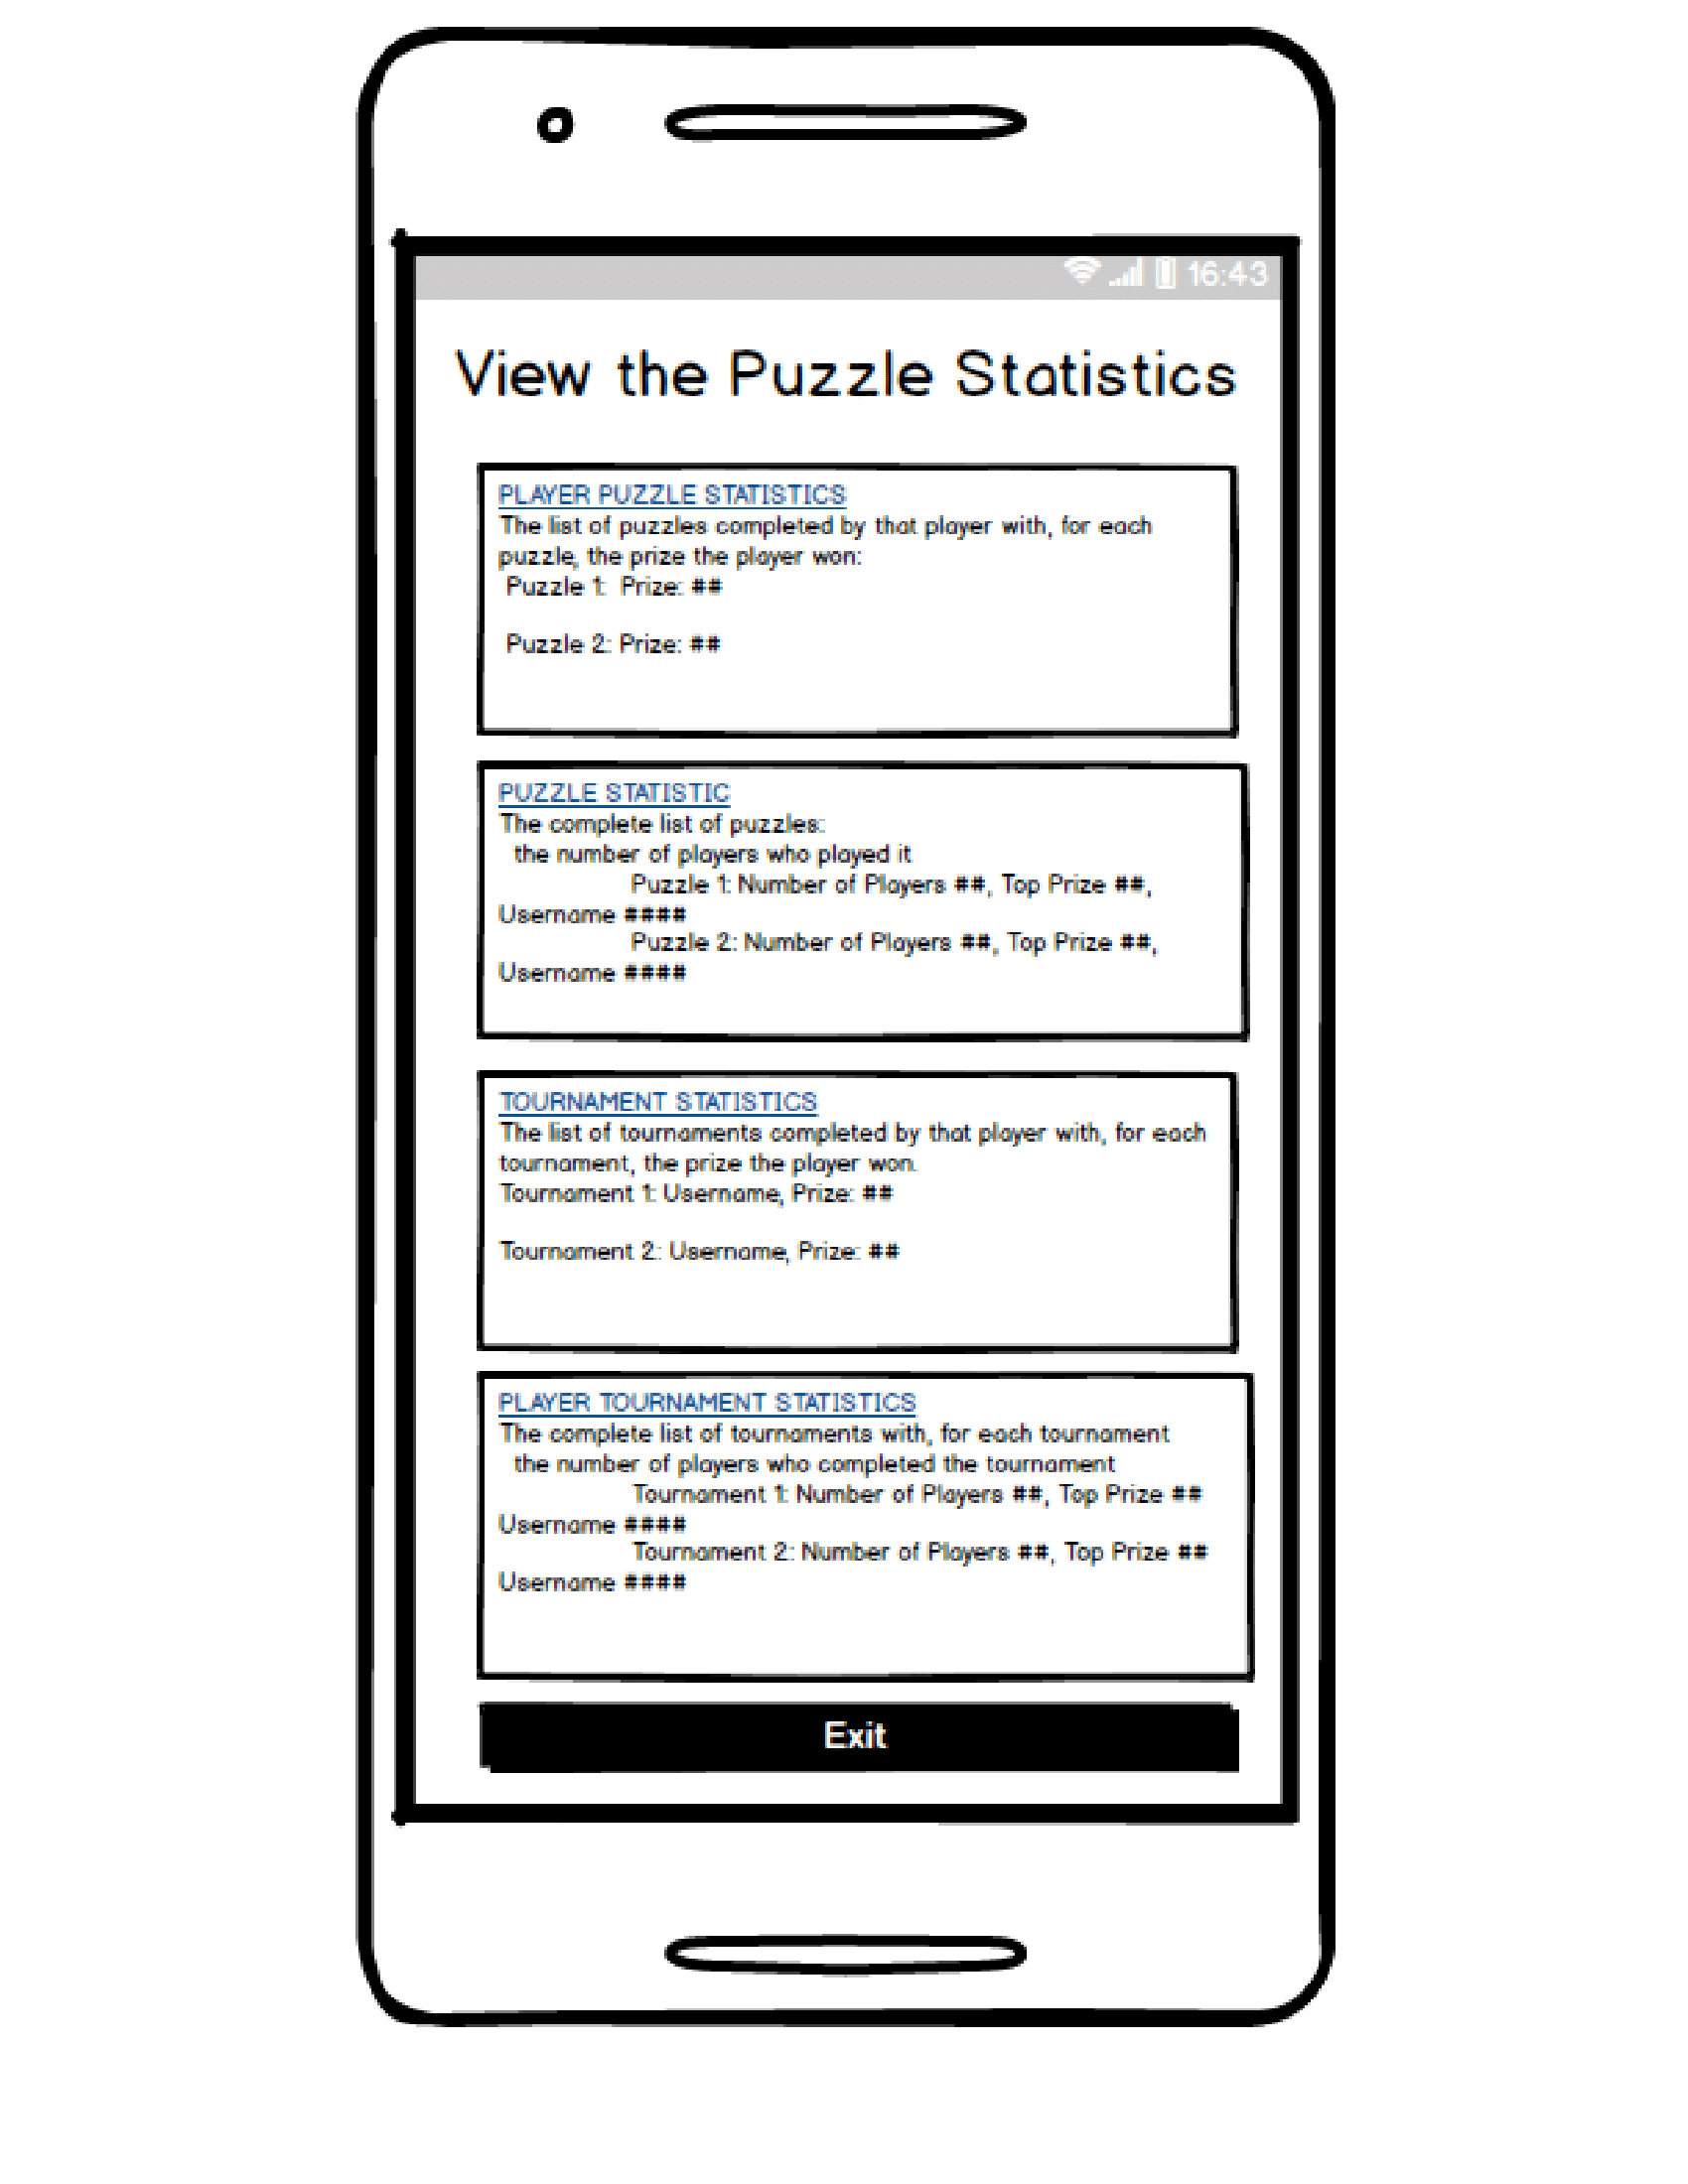 16:43
View the Puzzle Statistics
PLAYER PUZZLE STATISTICS
The list of puzzles completed by that player with, for each
puzzle, the prize the player won:
Puzzle 1: Prize: ##
Puzzle 2: Prize: ##
PUZZLE STATISTIC
The complete list of puzzles:
the number of players who played it
Puzzle 1: Number of Players ##, Top Prize ##,
Username ####
Puzzle 2: Number of Players ##, Top Prize ##,
Username ####
TOURNAMENT STATISTICS
The list of tournaments completed by that player with, for each
tournament, the prize the player won.
Tournament 1: Username, Prize: ##
Tournament 2: Username, Prize: ##
PLAYER TOURNAMENT STATISTICS
The complete list of tournaments with, for each tournament
the number of players who completed the tournament
Tournament 1: Number of Players ##, Top Prize ##
Username ####
Tournament 2: Number of Players ##, Top Prize ##
Username ####
Exit